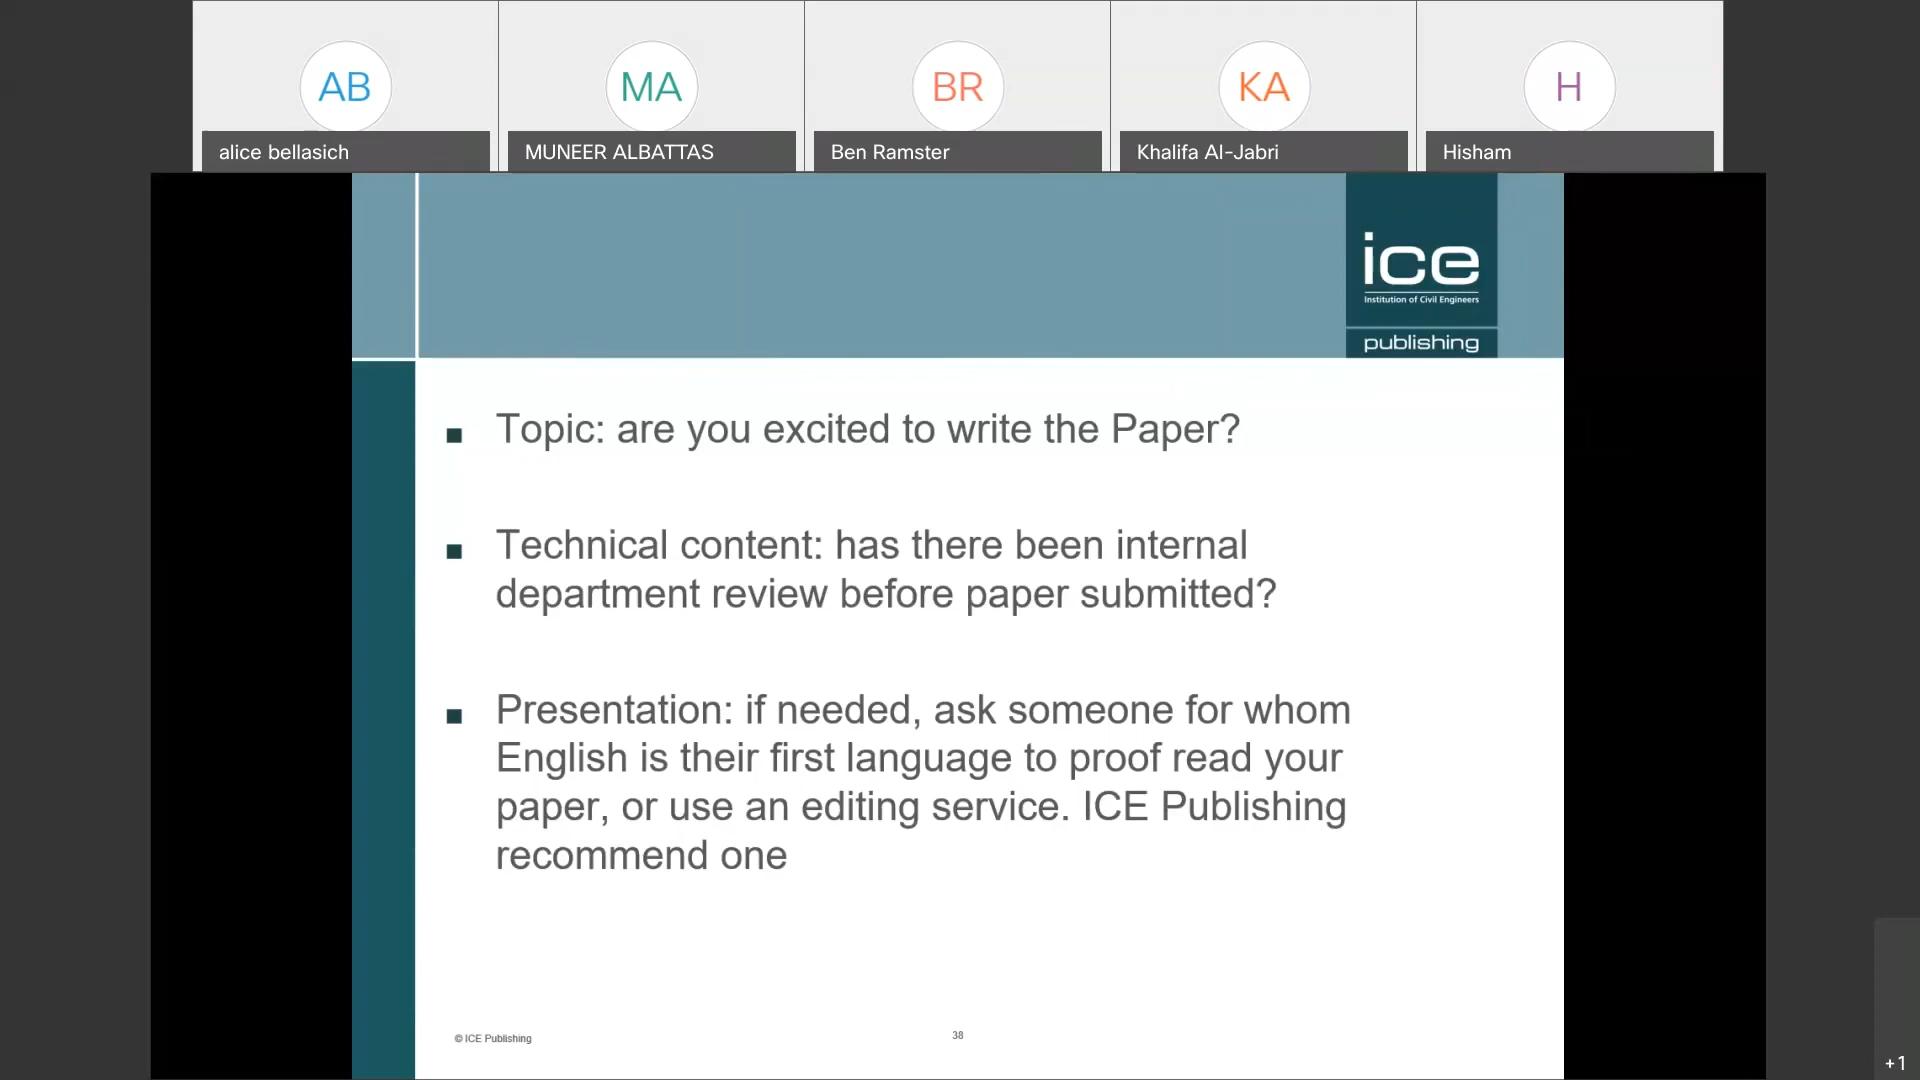 AB
MA
BR
KA
H
alice bellasich
MUNEER ALBATTAS
Ben Ramster
Khalifa Al-Jabri
Hisham
ice
Institution of Civil Engineers
publishing
Topic: are you excited to write the Paper?
Technical content: has there been internal
department review before paper submitted?
Presentation: if needed, ask someone for whom
English is their first language to proof read your
paper, or use an editing service. ICE Publishing
recommend one
© ICE Publishing
38
+1